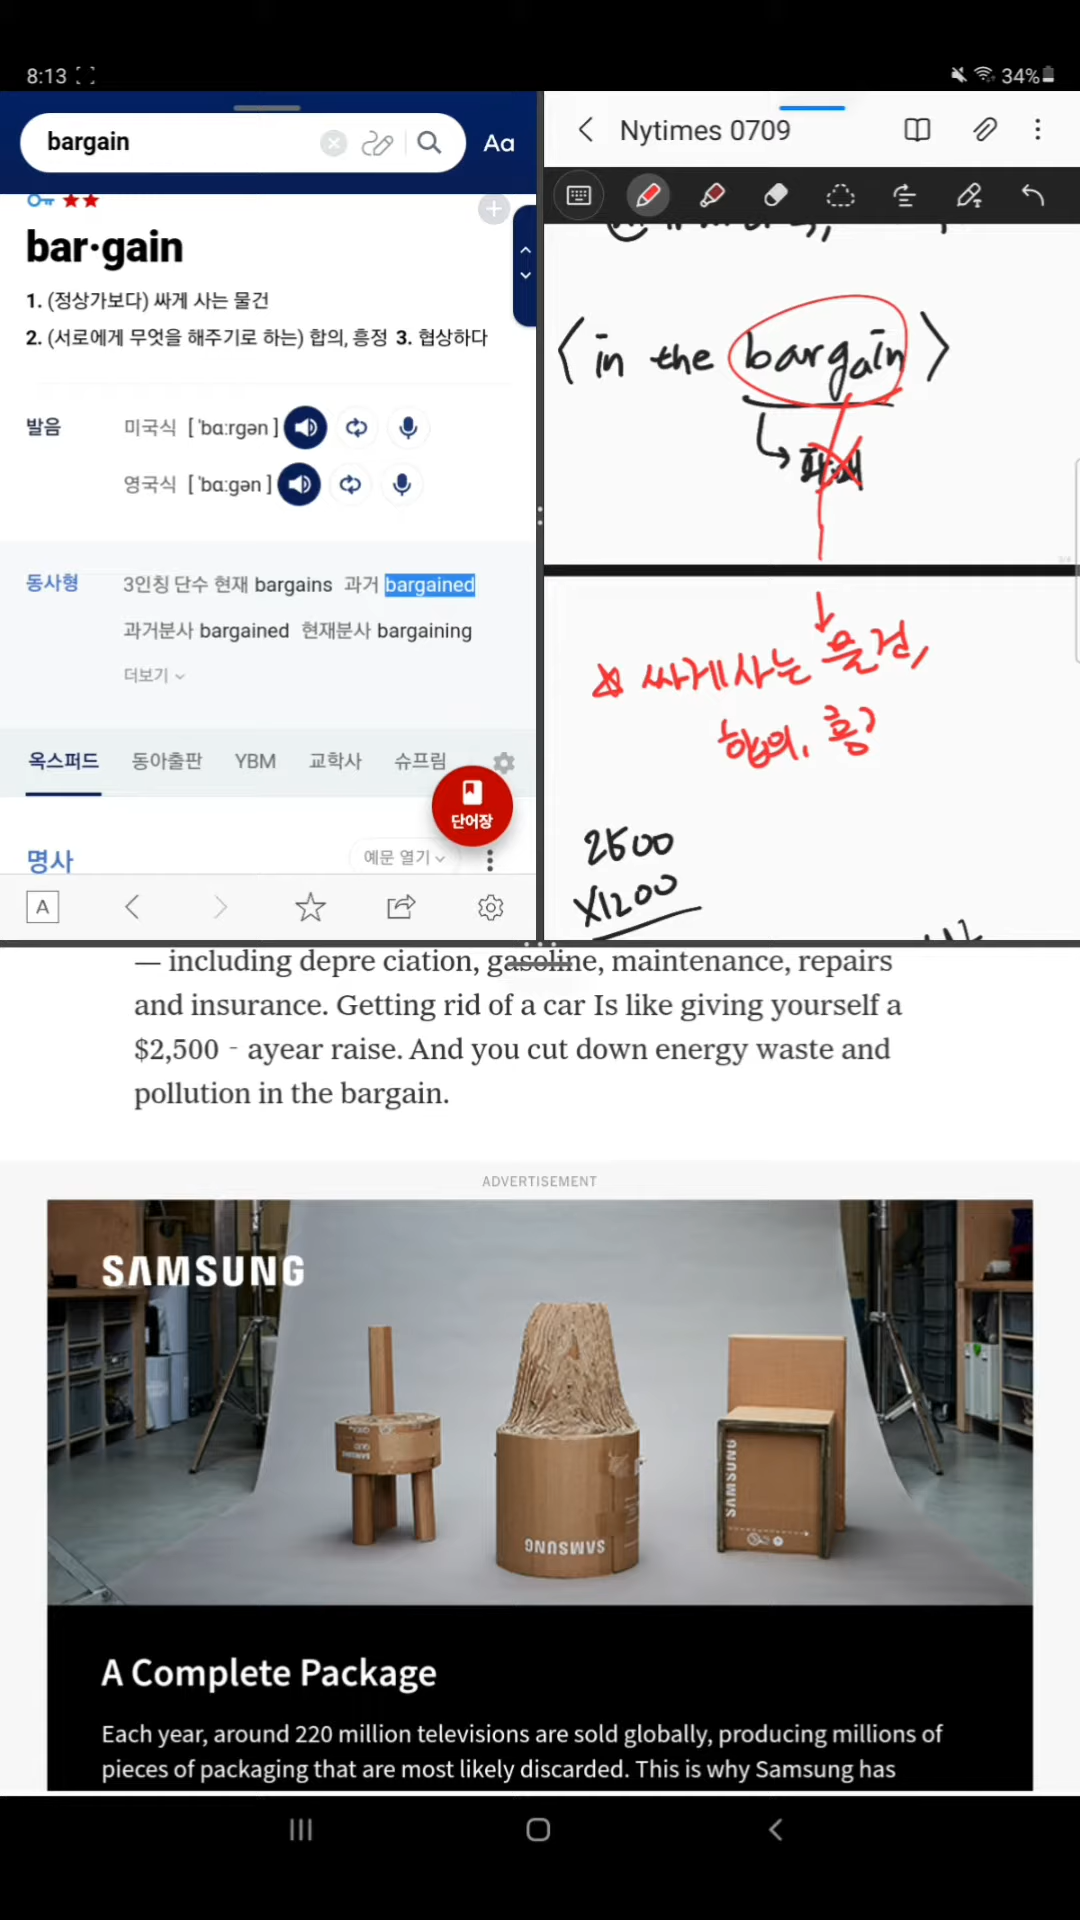 8:13
34%
bargain
Aa
bar·gain
1. (정상가보다) 싸게 사는 물건
2. (서로에게 무엇을 해주기로 하는) 합의, 흥정 3. 협상하다
발음 미국식 [ ˈbɑːrgən ]
영국식 [ ˈbɑːgən ]
동사형 3인칭 단수 현재 bargains 과거 bargained
과거분사 bargained 현재분사 bargaining
더보기
옥스퍼드 동아출판 YBM 교학사 슈프림
단어장
명사 예문 열기
A
Nytimes 0709
<in the bargain>
싸게 사는 물건,
합의, 흥
2500
X1200
— including depre ciation, gasoline, maintenance, repairs
and insurance. Getting rid of a car Is like giving yourself a
$2,500 - ayear raise. And you cut down energy waste and
pollution in the bargain.
ADVERTISEMENT
SAMSUNG
SAMSUNG
SAMSUNG
SAMSUNG
A Complete Package
Each year, around 220 million televisions are sold globally, producing millions of
pieces of packaging that are most likely discarded. This is why Samsung has